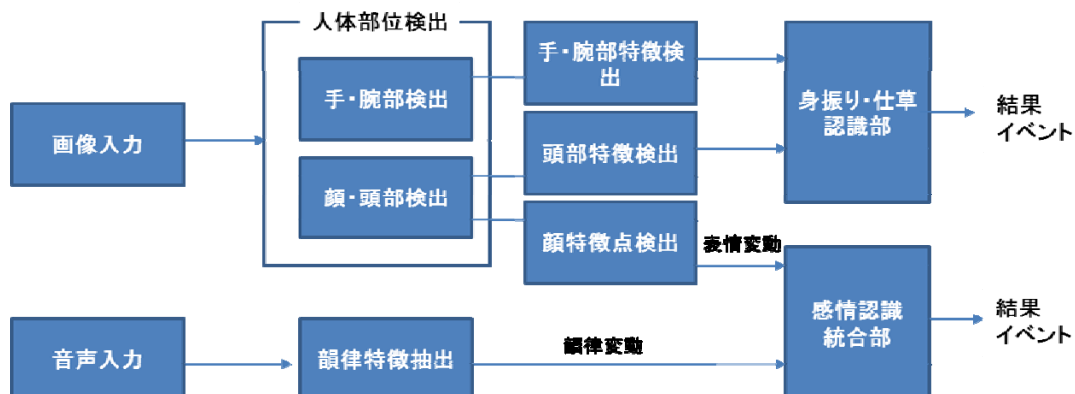 人体部位検出
手・腕部検出
顔・頭部検出
画像入力
手・腕部特徴検
出
頭部特徴検出
顔特徴点検出
身振り・仕草
認識部
結果
イベント
表情変動
音声入力
韻律特徴抽出
韻律変動
感情認識
統合部
結果
イベント